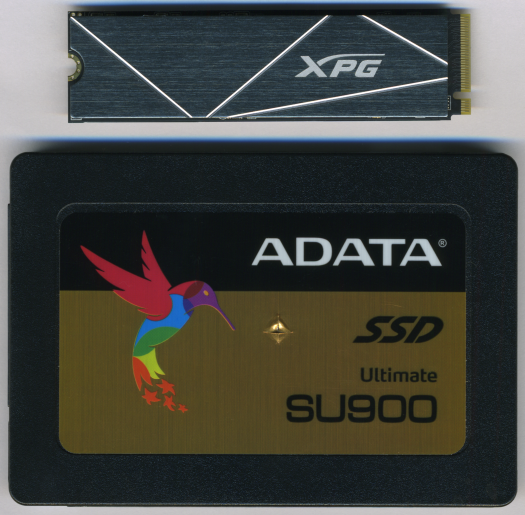 XPG
ADATA®
SSD
Ultimate
SU900